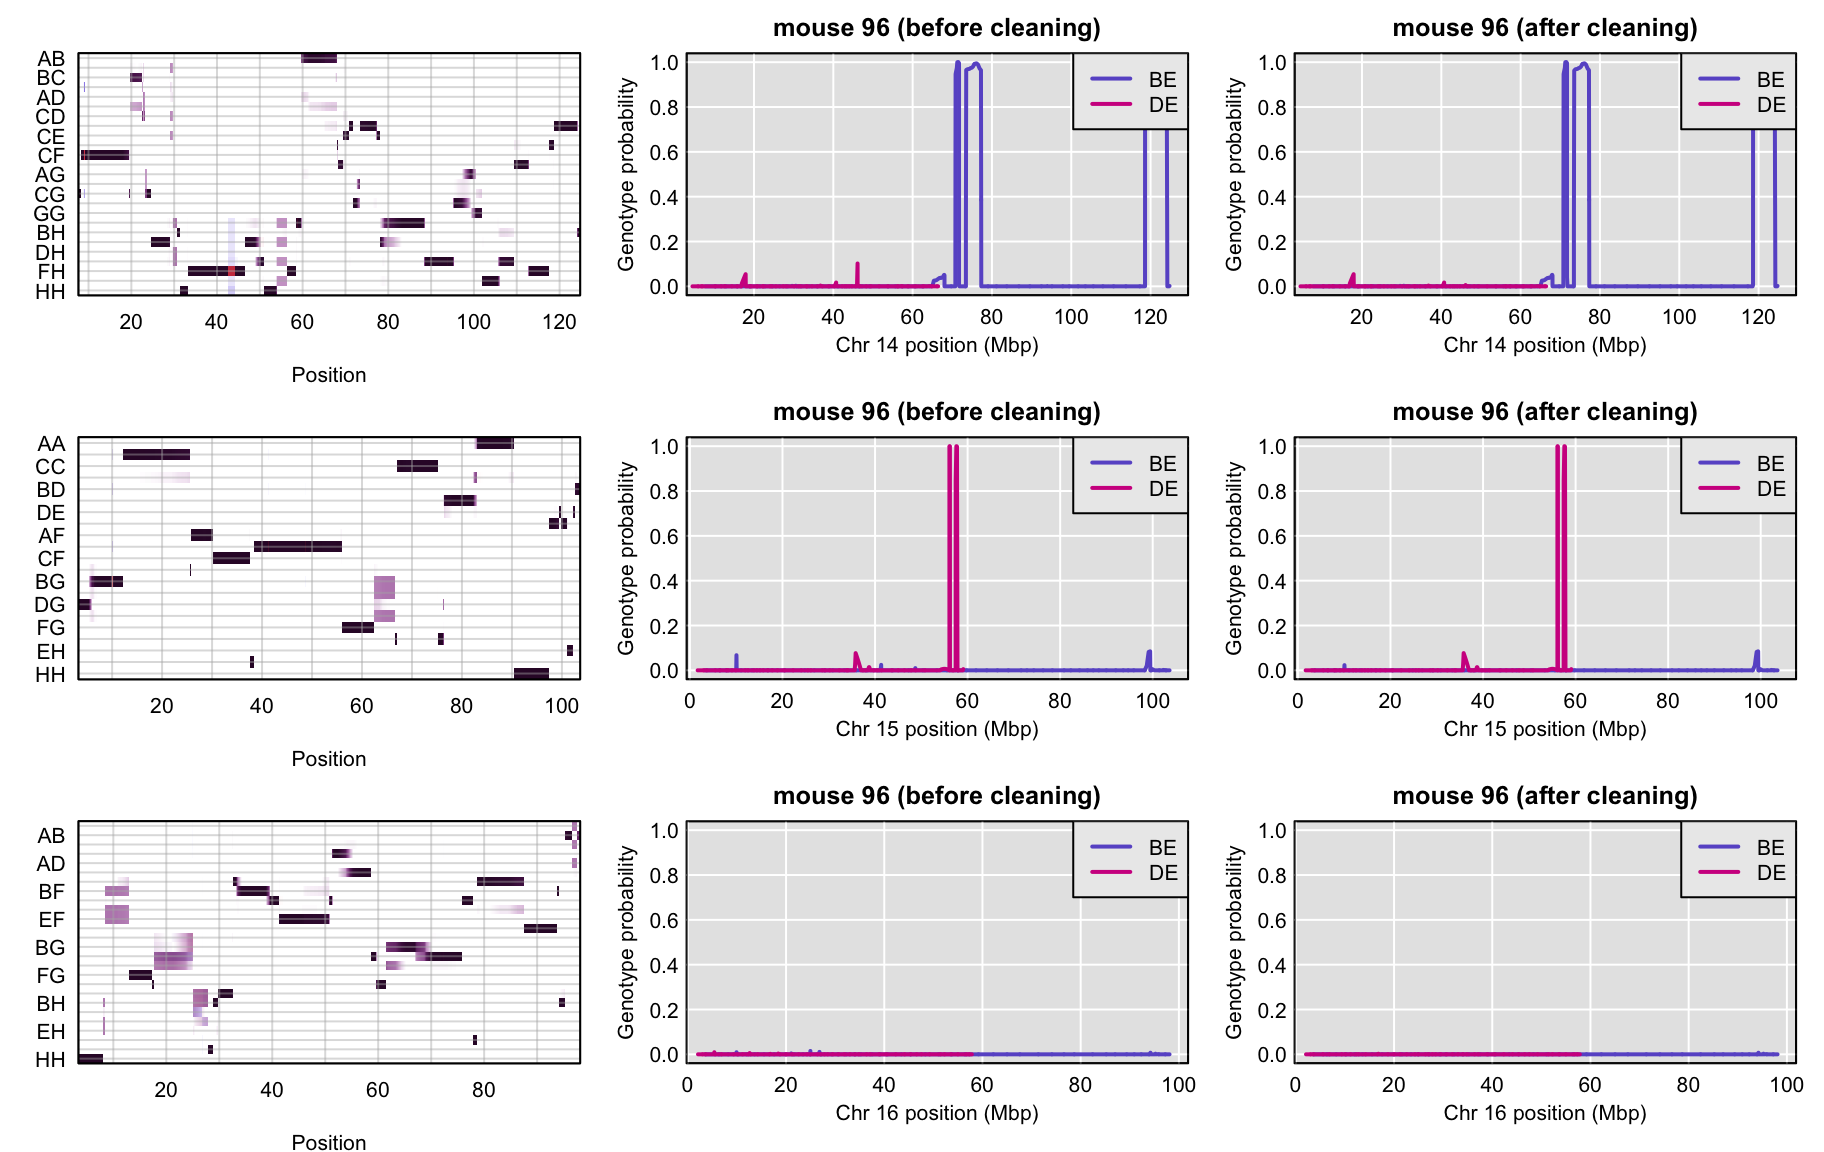 mouse 96 (before cleaning)
mouse 96 (after cleaning)
AB
BC
AD
CD
CE
CF
AG
CG
GG
BH
DH
FH
HH
20 40 60 80 100 120
Position
Genotype probability
1.0
0.8
0.6
0.4
0.2
0.0
BE
DE
20 40 60 80 100 120
Chr 14 position (Mbp)
Genotype probability
1.0
0.8
0.6
0.4
0.2
0.0
BE
DE
20 40 60 80 100 120
Chr 14 position (Mbp)
mouse 96 (before cleaning)
mouse 96 (after cleaning)
AA
CC
BD
DE
AF
CF
BG
DG
FG
EH
HH
20 40 60 80 100
Position
Genotype probability
1.0
0.8
0.6
0.4
0.2
0.0
BE
DE
0 20 40 60 80 100
Chr 15 position (Mbp)
Genotype probability
1.0
0.8
0.6
0.4
0.2
0.0
BE
DE
0 20 40 60 80 100
Chr 15 position (Mbp)
mouse 96 (before cleaning)
mouse 96 (after cleaning)
AB
AD
BF
EF
BG
FG
BH
EH
HH
20 40 60 80
Position
Genotype probability
1.0
0.8
0.6
0.4
0.2
0.0
BE
DE
0 20 40 60 80 100
Chr 16 position (Mbp)
Genotype probability
1.0
0.8
0.6
0.4
0.2
0.0
BE
DE
0 20 40 60 80 100
Chr 16 position (Mbp)